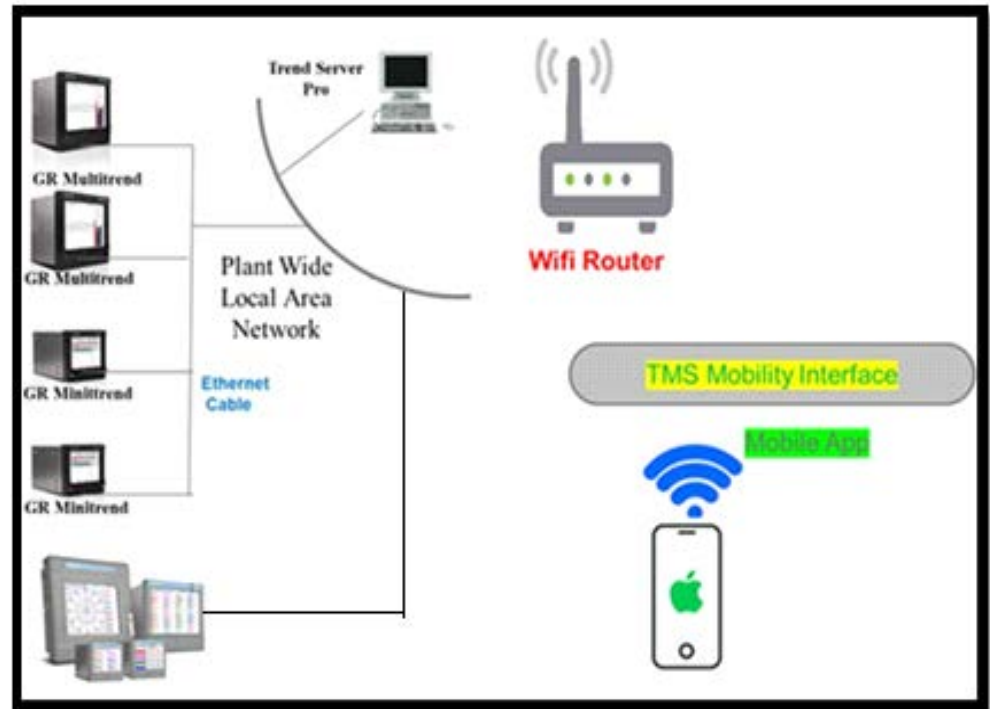 Trend Server
Pro
GR Multitrend
GR Multitrend
Plant Wide
Local Area
Network
Ethernet
Cable
GR Minittrend
GR Minitrend
Wifi Router
TMS Mobility Interface
Mobile App